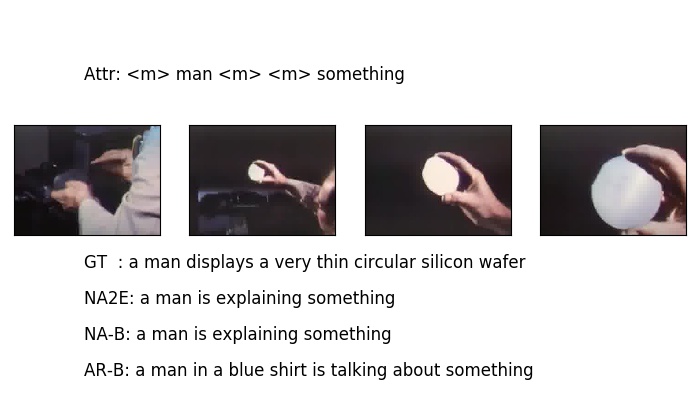 Attr: <m> man <m> <m> something
GT  : a man displays a very thin circular silicon wafer
NA2E: a man is explaining something
NA-B: a man is explaining something
AR-B: a man in a blue shirt is talking about something